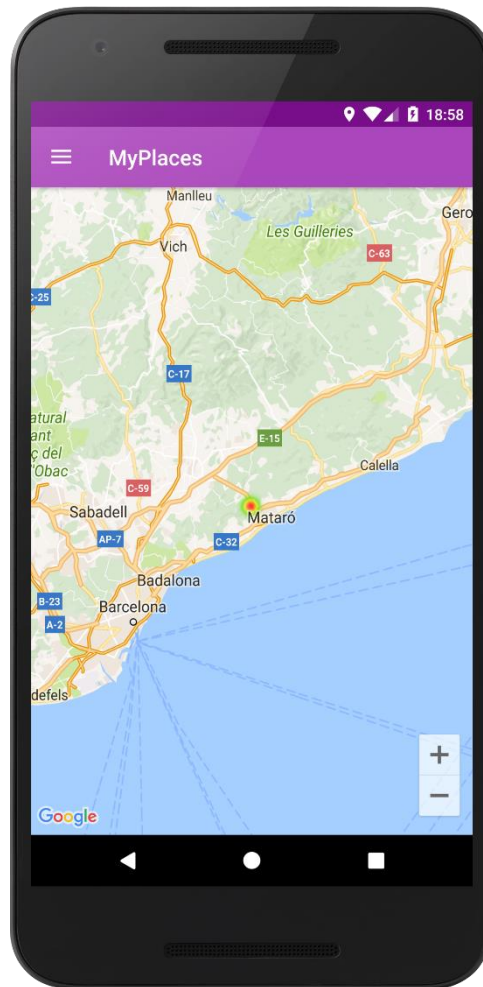 18:58
MyPlaces
Manlleu
Gero
Les Guilleries
Vich
C-63
C-25
C-17
atural
ant
ç del
l'Obac
E-15
Calella
C-59
Sabadell
Mataró
AP-7
C-32
Badalona
B-23
Barcelona
A-2
defels
+
−
Google